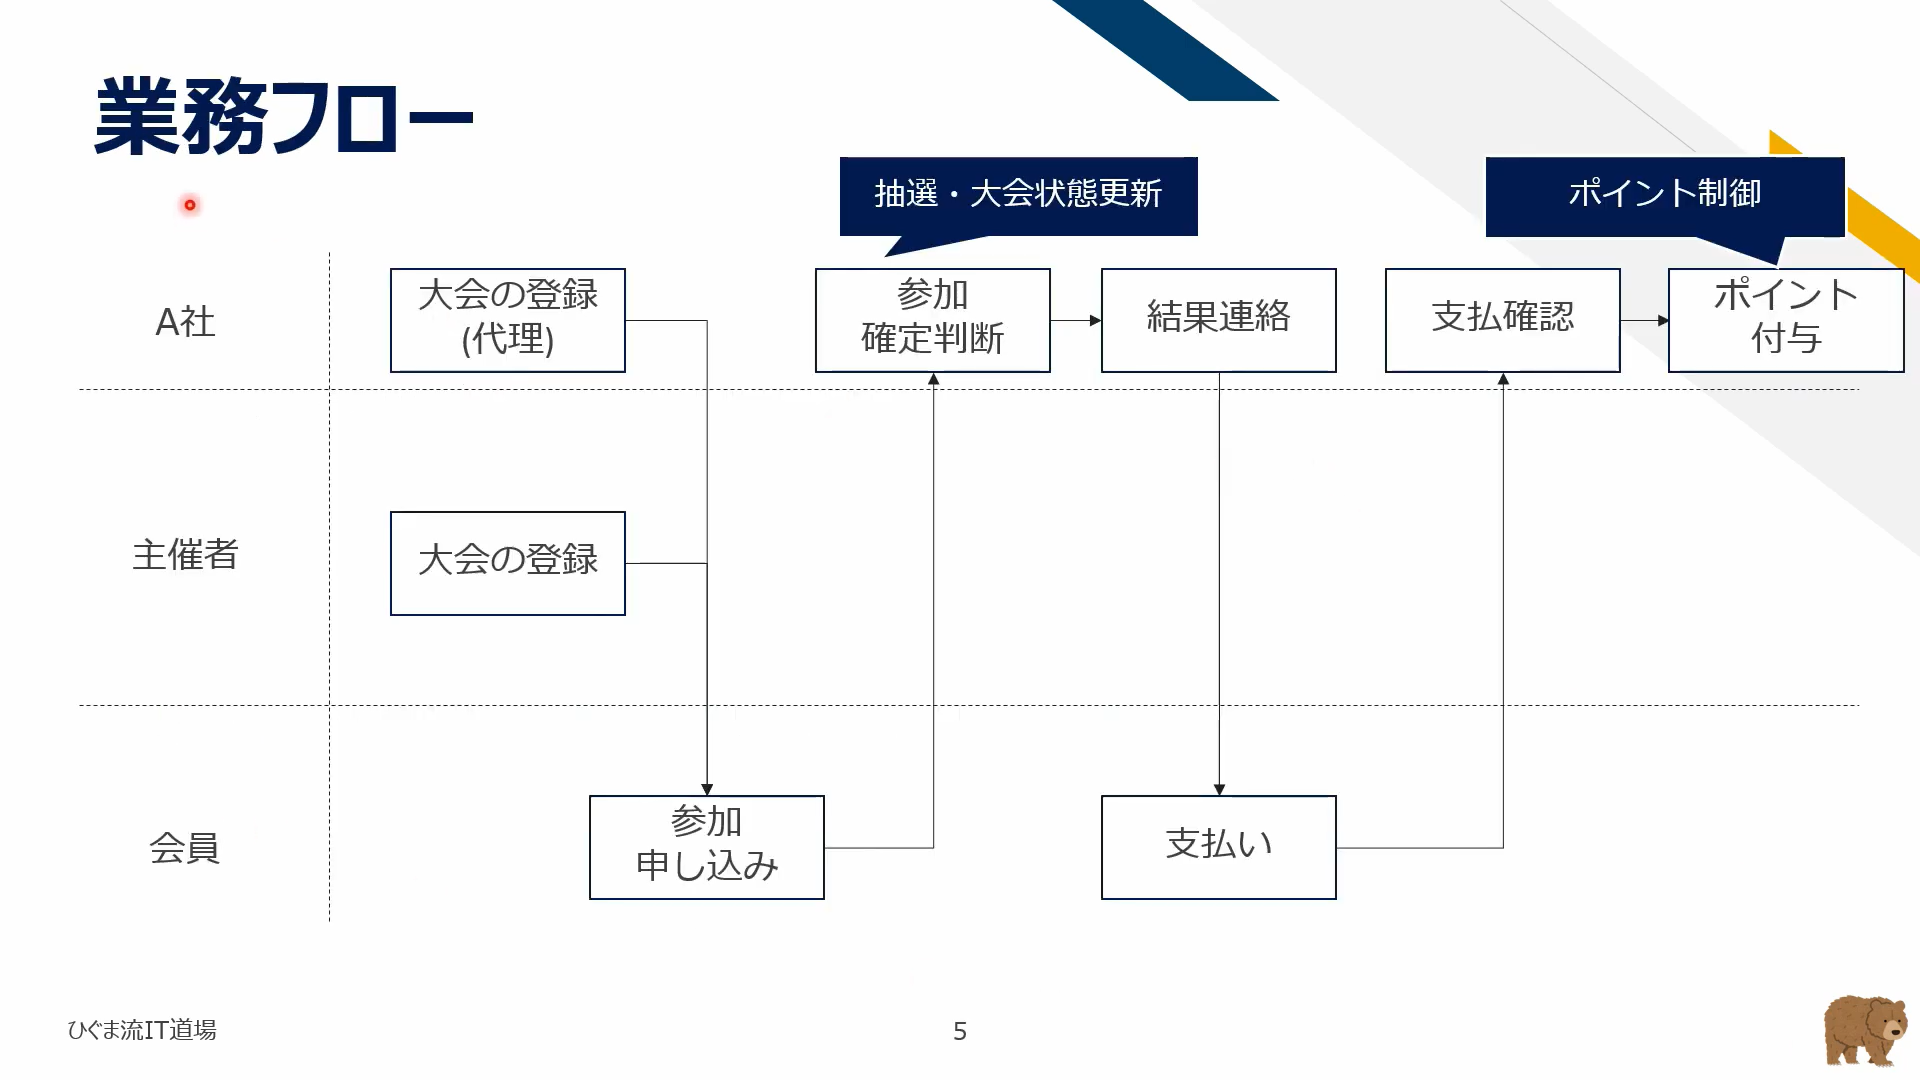 業務フロー
抽選・大会状態更新
ポイント制御
A社
大会の登録
(代理)
参加
確定判断
結果連絡
支払確認
ポイント
付与
主催者
大会の登録
会員
参加
申し込み
支払い
ひぐま流IT道場
5